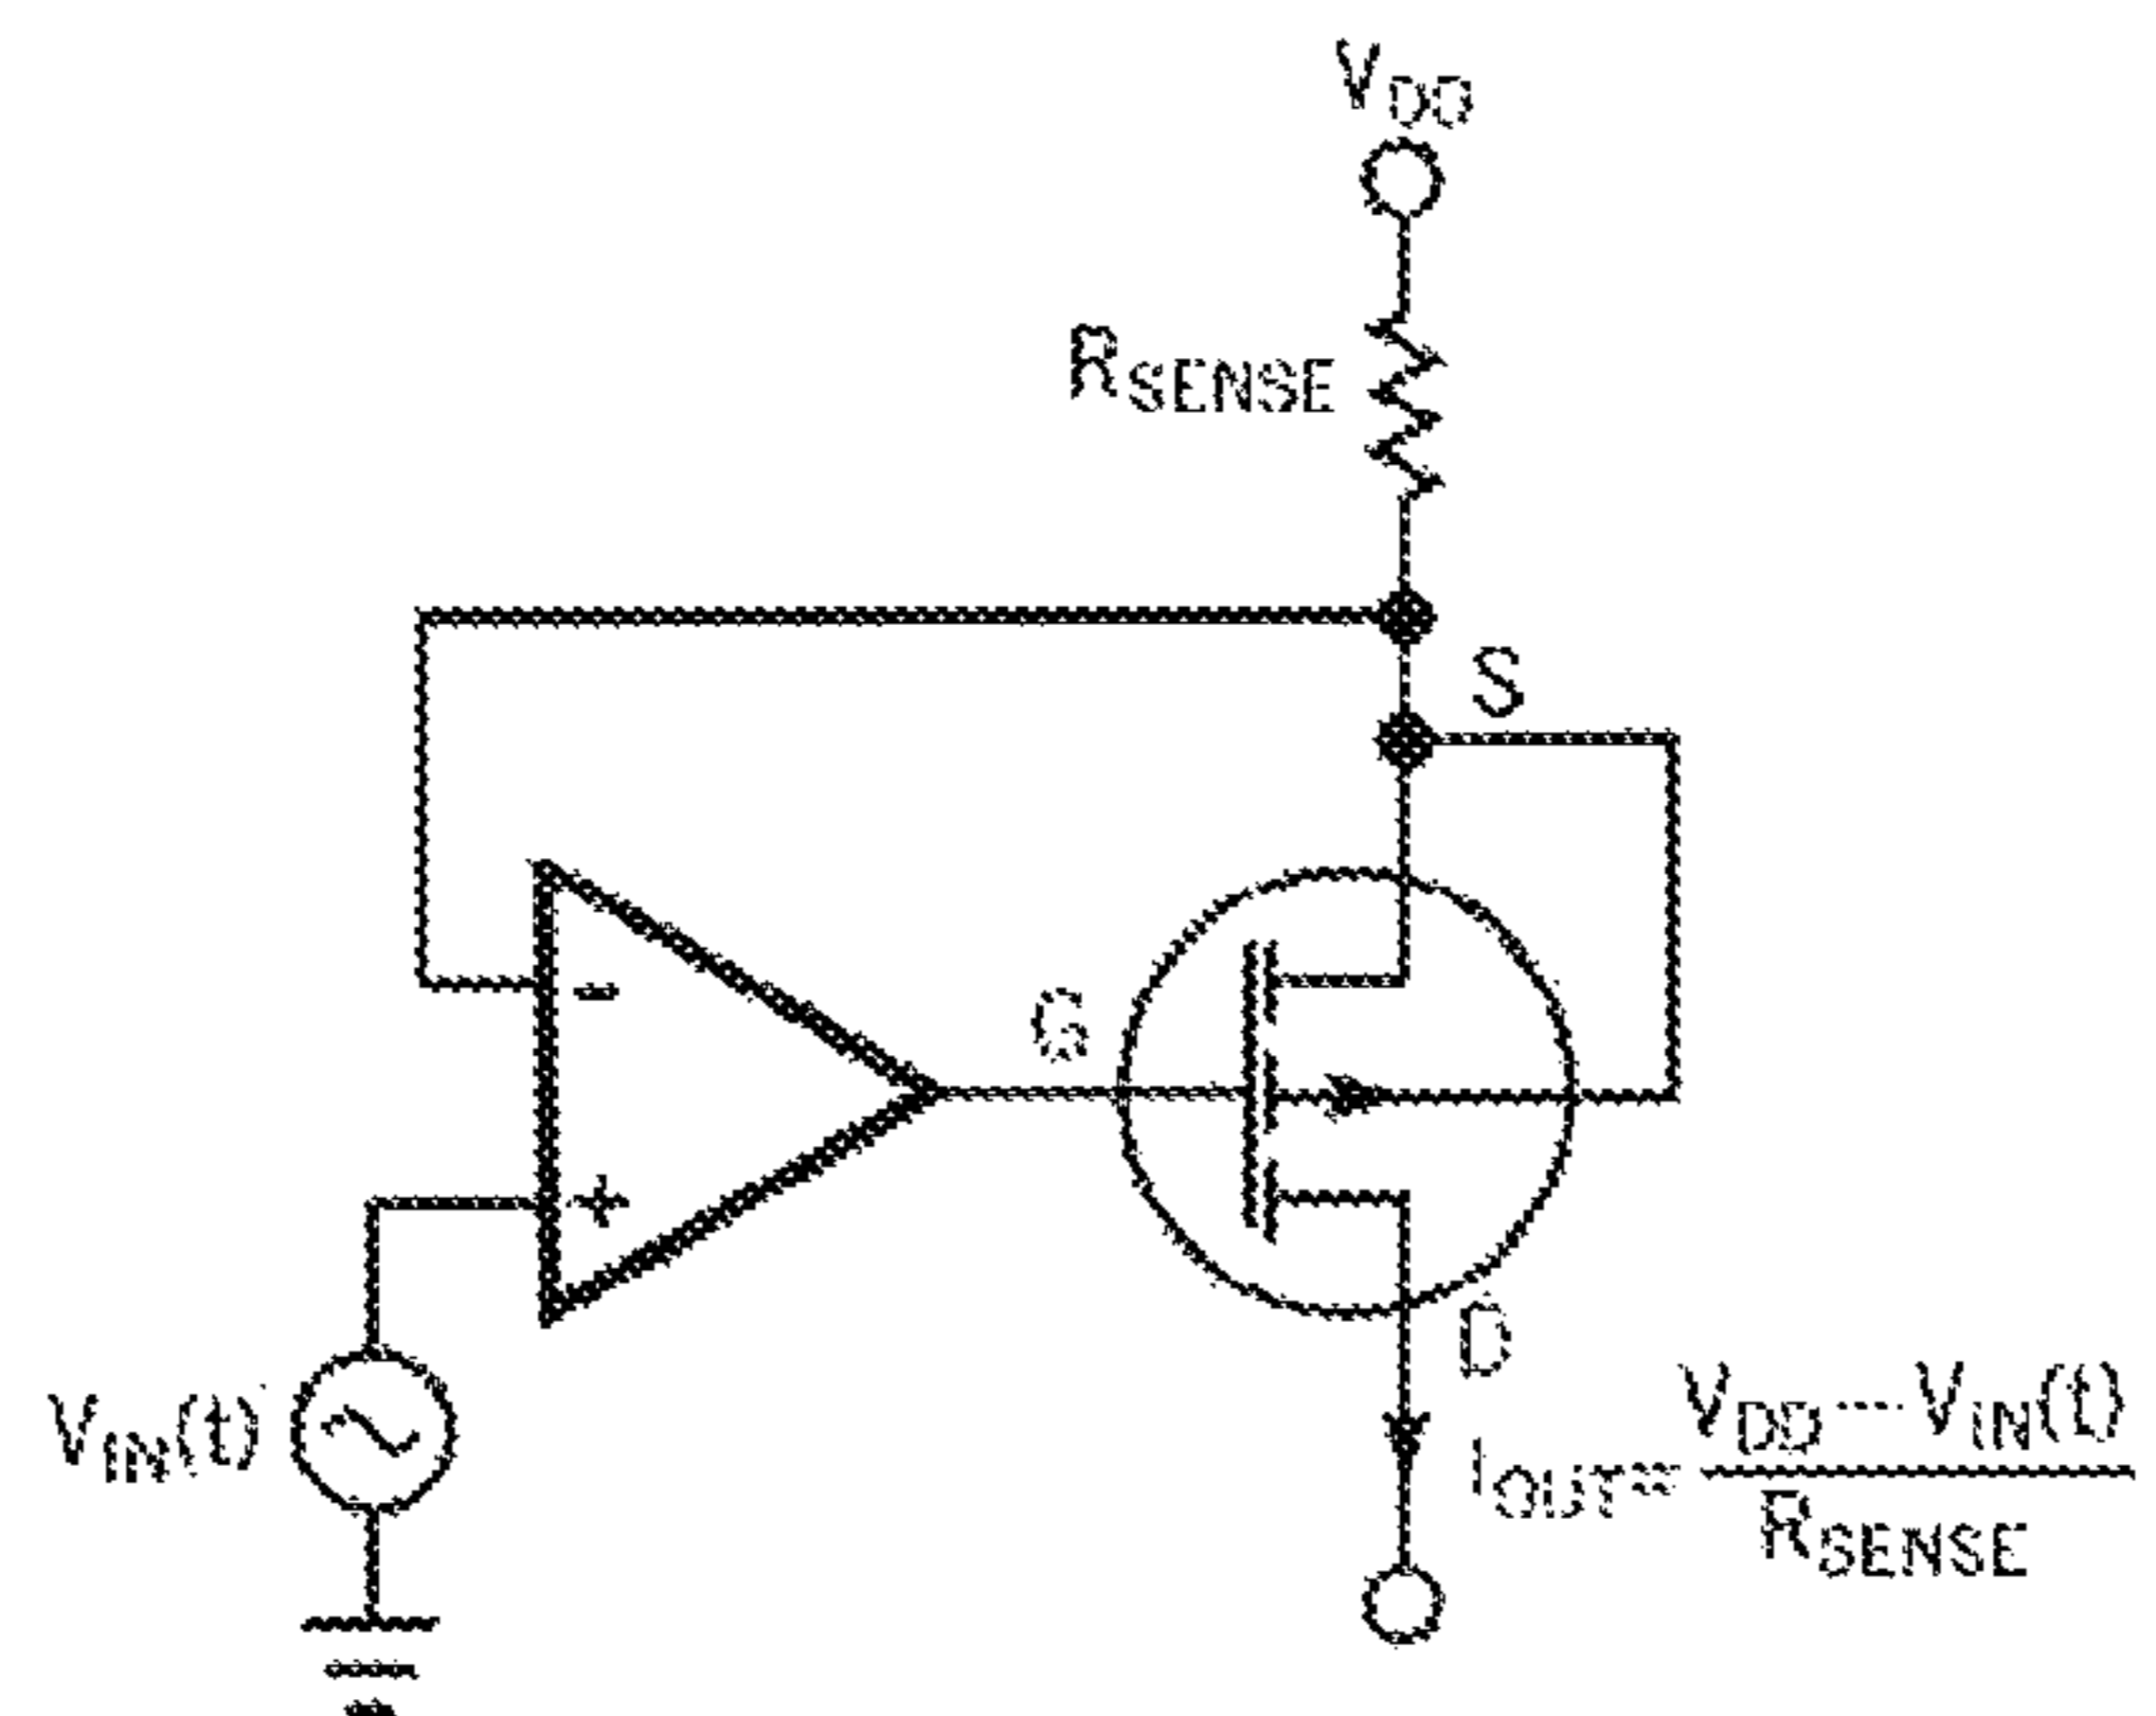 VDD
RSENSE
S
-
G
+
D
VIN(t)
IOUT= VDD-VIN(t)
RSENSE